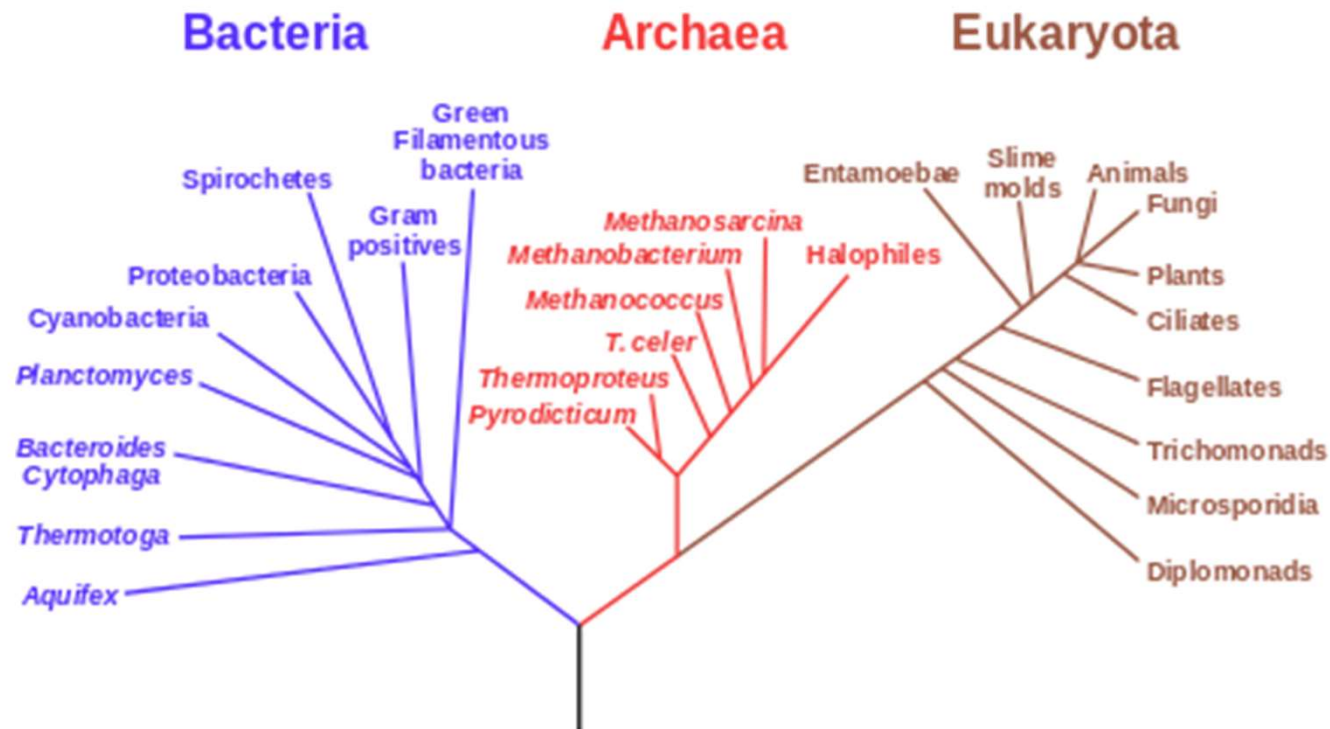 Bacteria
Archaea
Eukaryota
Green
Filamentous
bacteria
Spirochetes
Gram
positives
Proteobacteria
Cyanobacteria
Planctomyces
Bacteroides
Cytophaga
Thermotoga
Aquifex
Methanosarcina
Methanobacterium
Halophiles
Methanococcus
T. celer
Thermoproteus
Pyrodicticum
Entamoebae
Slime
molds
Animals
Fungi
Plants
Ciliates
Flagellates
Trichomonads
Microsporidia
Diplomonads